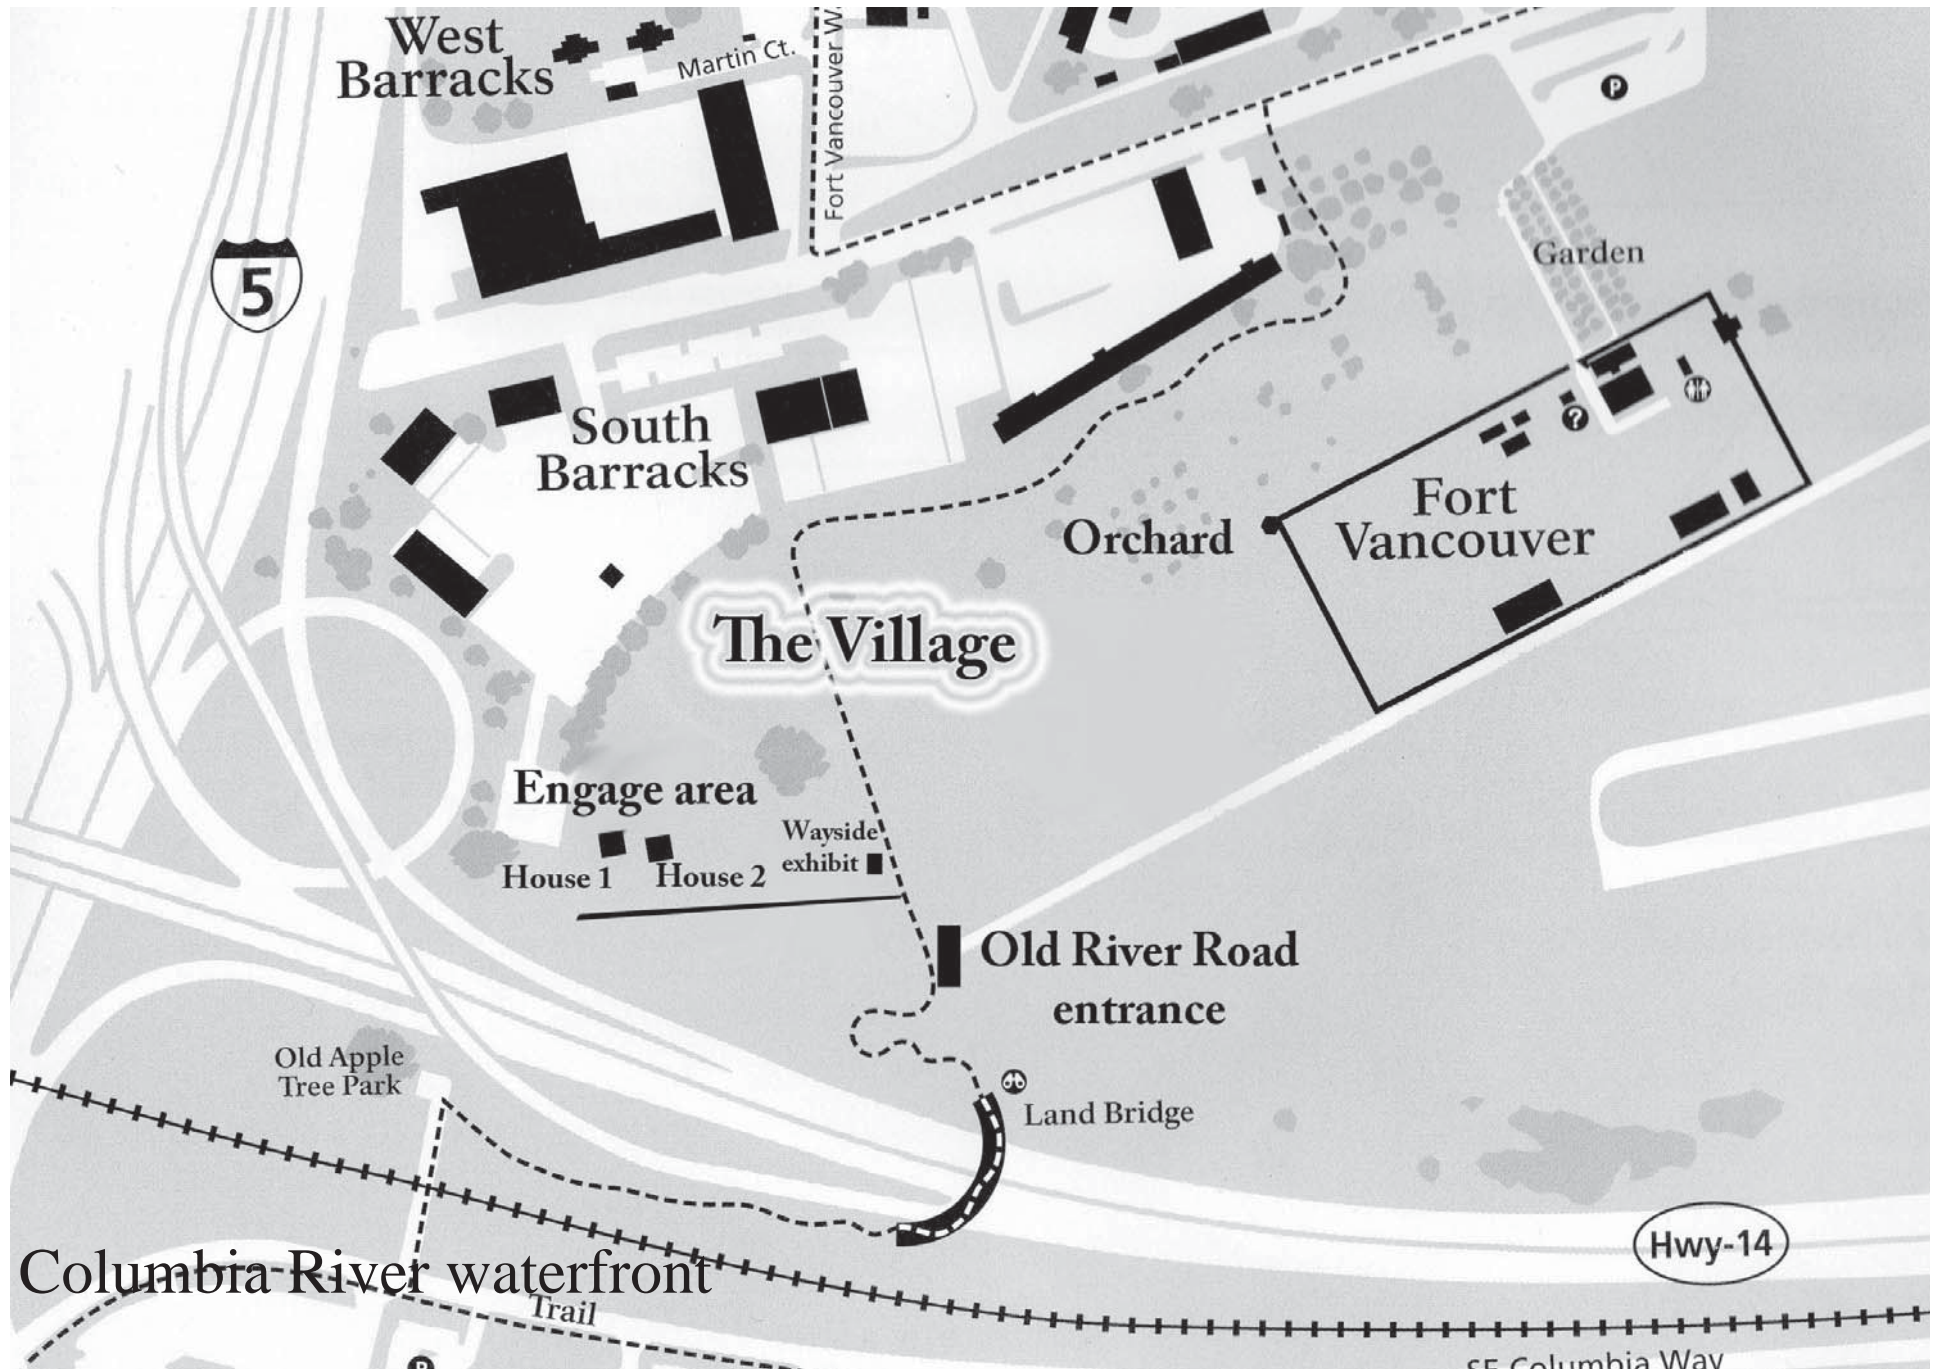 West
Barracks
Martin Ct.
Fort Vancouver W
P
5
Garden
South
Barracks
?
Fort
Vancouver
Orchard
The Village
Engage area
Wayside
exhibit
House 1
House 2
Old River Road
entrance
Old Apple
Tree Park
Land Bridge
Hwy-14
Columbia River waterfront
Trail
P
SE Columbia Way